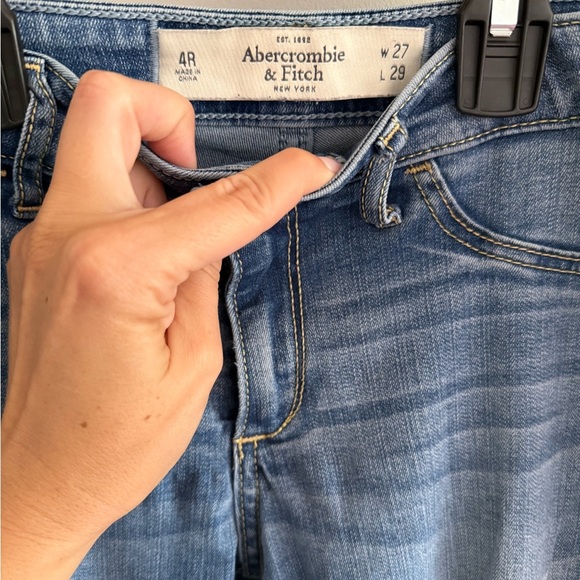 4R
MADE IN
CHINA
EST. 1892
Abercrombie
& Fitch
NEW YORK
W 27
L 29